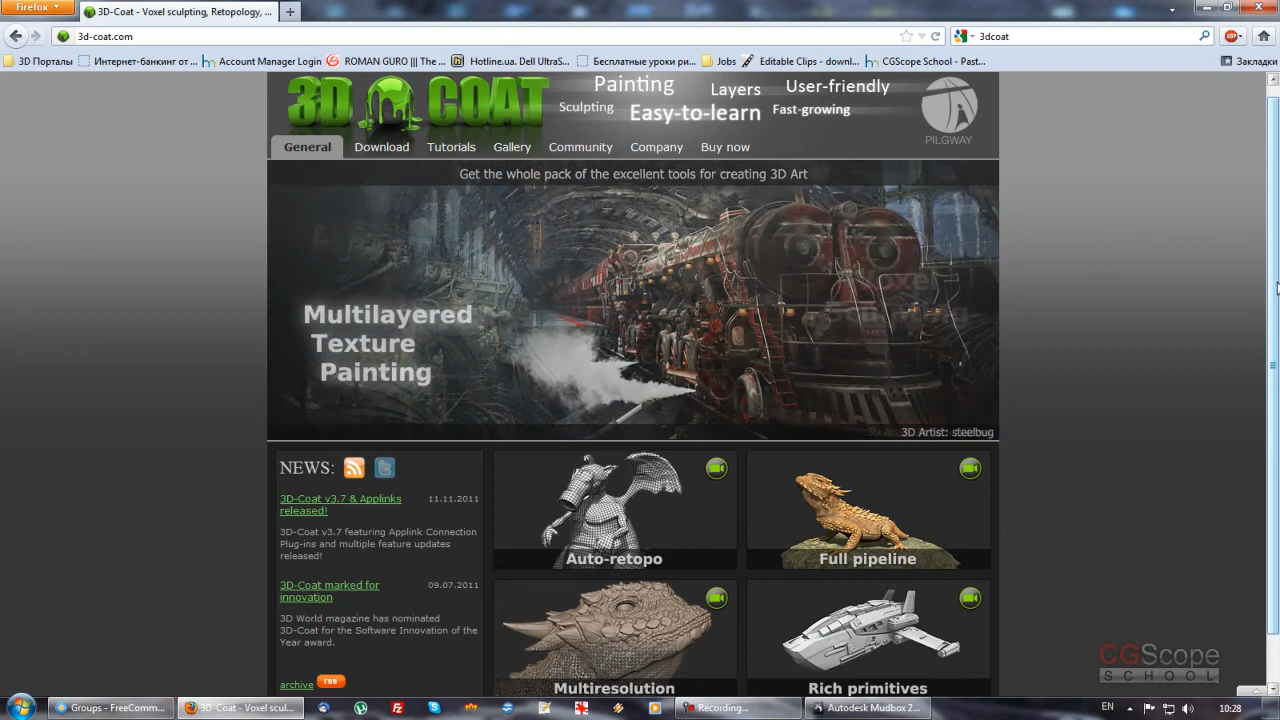 Firefox
3D-Coat - Voxel sculpting, Retopology, ...
3d-coat.com
3dcoat
3D Порталы
Интернет-банкинг от ...
Account Manager Login
ROMAN GURO ||| The ...
Hotline.ua. Dell UltraS...
Бесплатные уроки ри...
Jobs
Editable Clips - downl...
CGScope School - Past...
Закладки
3D COAT
Painting
Layers
User-friendly
Sculpting
Easy-to-learn
Fast-growing
PILGWAY
General
Download
Tutorials
Gallery
Community
Company
Buy now
Get the whole pack of the excellent tools for creating 3D Art
Multilayered
Texture
Painting
3D Artist: steelbug
NEWS:
3D-Coat v3.7 & Applinks 11.11.2011
released!
3D-Coat v3.7 featuring Applink Connection
Plug-ins and multiple feature updates
released!
3D-Coat marked for 09.07.2011
innovation
3D World magazine has nominated
3D-Coat for the Software Innovation of the
Year award.
archive rss
Auto-retopo
Full pipeline
Multiresolution
Rich primitives
CGScope
SCHOOL
Groups - FreeComm...
3D-Coat - Voxel scul...
Recording...
Autodesk Mudbox 2...
EN
10:28